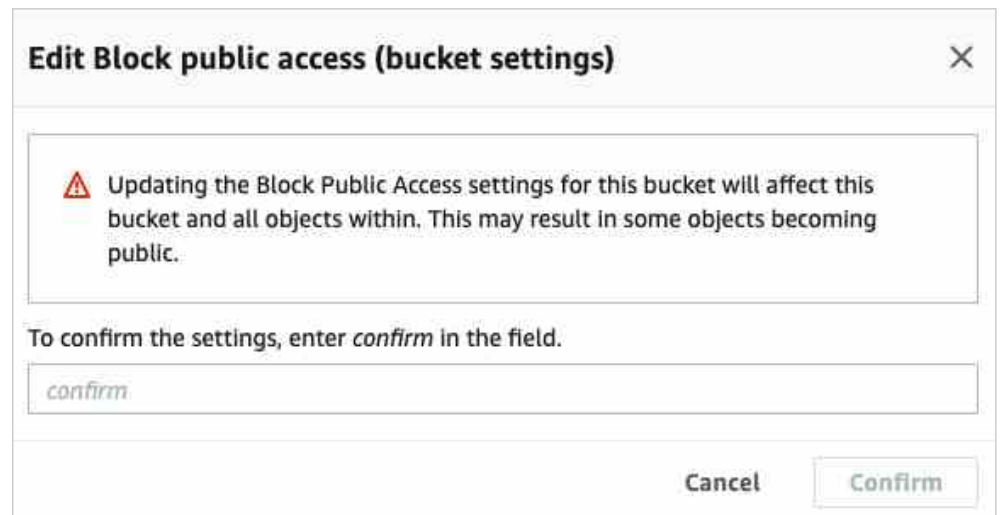 Edit Block public access (bucket settings)
Updating the Block Public Access settings for this bucket will affect this
bucket and all objects within. This may result in some objects becoming
public.
To confirm the settings, enter confirm in the field.
confirm
Cancel
Confirm